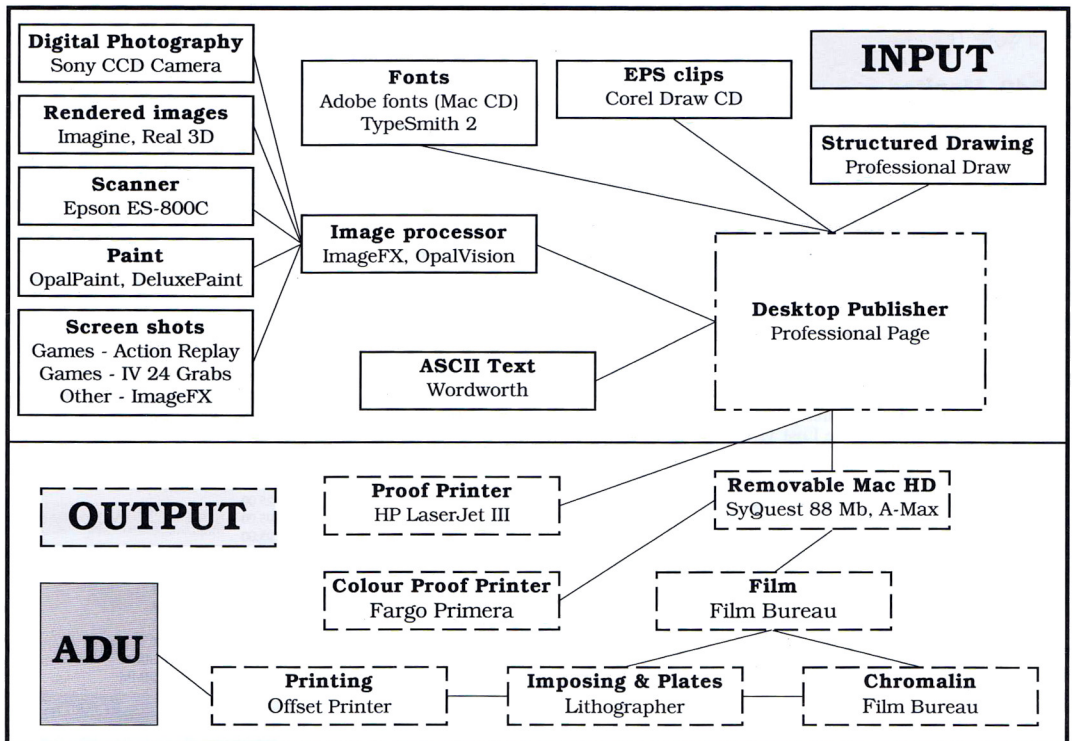 Digital Photography
Sony CCD Camera
Rendered images
Imagine, Real 3D
Scanner
Epson ES-800C
Paint
OpalPaint, DeluxePaint
Screen shots
Games - Action Replay
Games - IV 24 Grabs
Other - ImageFX
Fonts
Adobe fonts (Mac CD)
TypeSmith 2
EPS clips
Corel Draw CD
INPUT
Structured Drawing
Professional Draw
Image processor
ImageFX, OpalVision
ASCII Text
Wordworth
Desktop Publisher
Professional Page
OUTPUT
Proof Printer
HP LaserJet III
Removable Mac HD
SyQuest 88 Mb, A-Max
Colour Proof Printer
Fargo Primera
Film
Film Bureau
ADU
Printing
Offset Printer
Imposing & Plates
Lithographer
Chromalin
Film Bureau